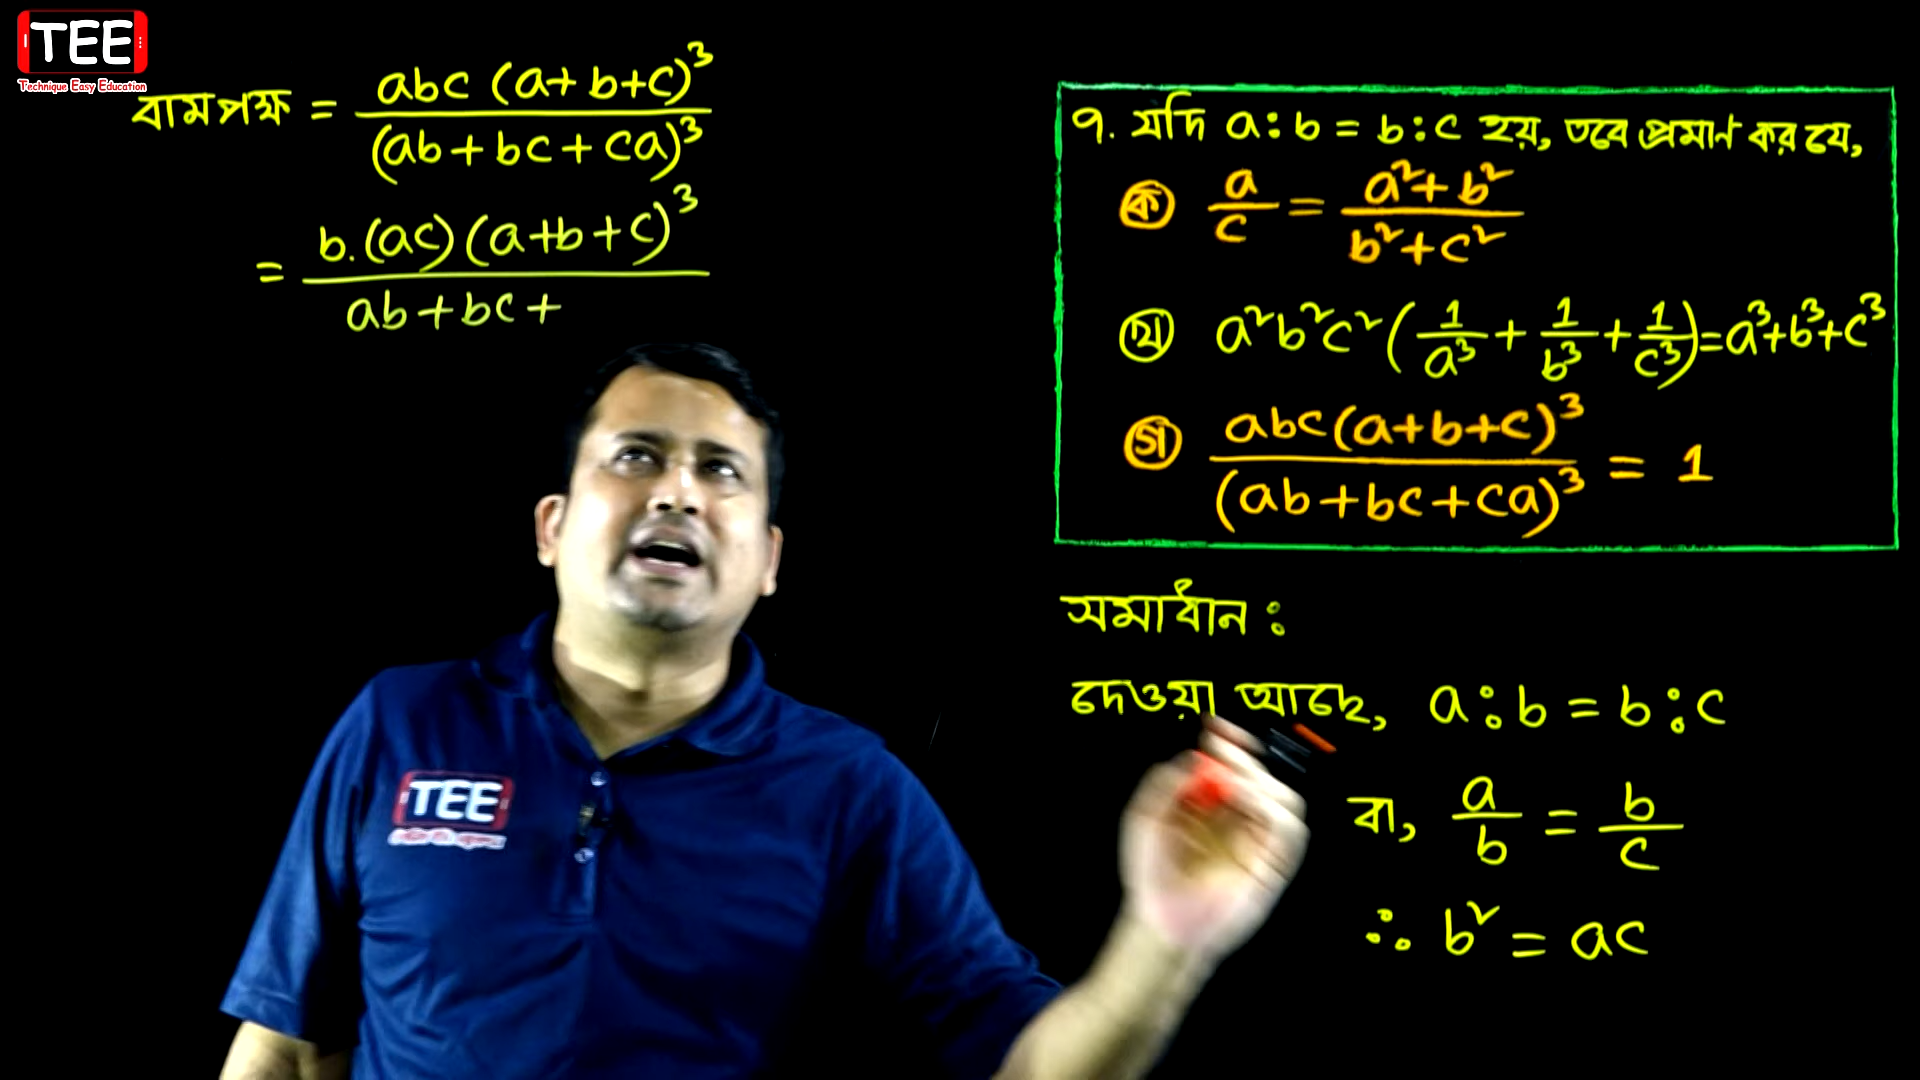 TEE
Technique Easy Education
বামপক্ষ = abc (a+b+c)³ / (ab+bc+ca)³
= b.(ac)(a+b+c)³ / ab+bc+
৭. যদি a:b = b:c হয়, তবে প্রমাণ কর যে,
ক a/c = a²+b² / b²+c²
খ a²b²c²(1/a³ + 1/b³ + 1/c³)=a³+b³+c³
গ abc(a+b+c)³ / (ab+bc+ca)³ = 1
সমাধান :
দেওয়া আছে, a:b = b:c
বা, a/b = b/c
∴ b² = ac
TEE